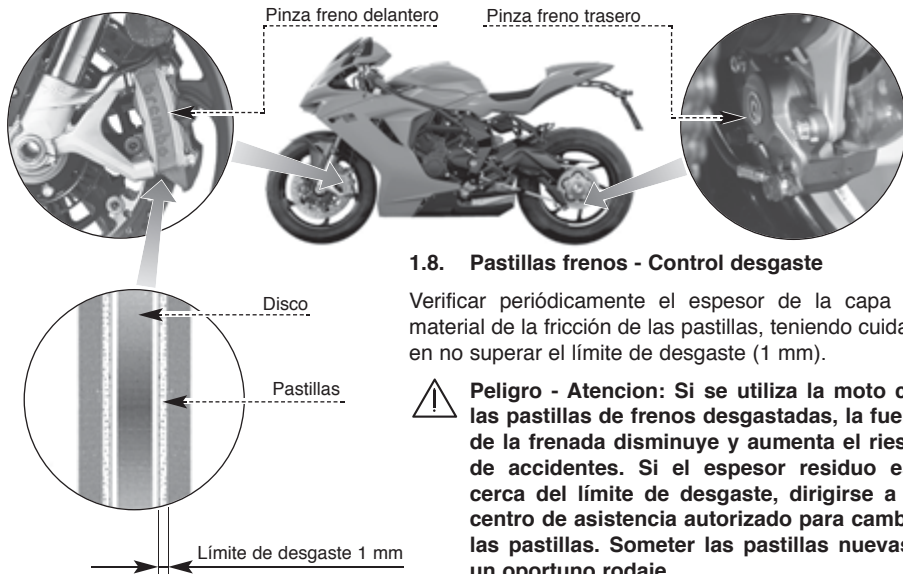 Pinza freno delantero
Pinza freno trasero
brembo
1.8. Pastillas frenos - Control desgaste
Verificar periódicamente el espesor de la capa
material de la fricción de las pastillas, teniendo
en no superar el límite de desgaste (1 mm).
Peligro - Atencion: Si se utiliza la moto
las pastillas de frenos desgastadas, la
de la frenada disminuye y aumenta el
de accidentes. Si el espesor residuo
cerca del límite de desgaste, dirigirse a
centro de asistencia autorizado para
las pastillas. Someter las pastillas nuevas
un oportuno rodaje.
Disco
Pastillas
Límite de desgaste 1 mm